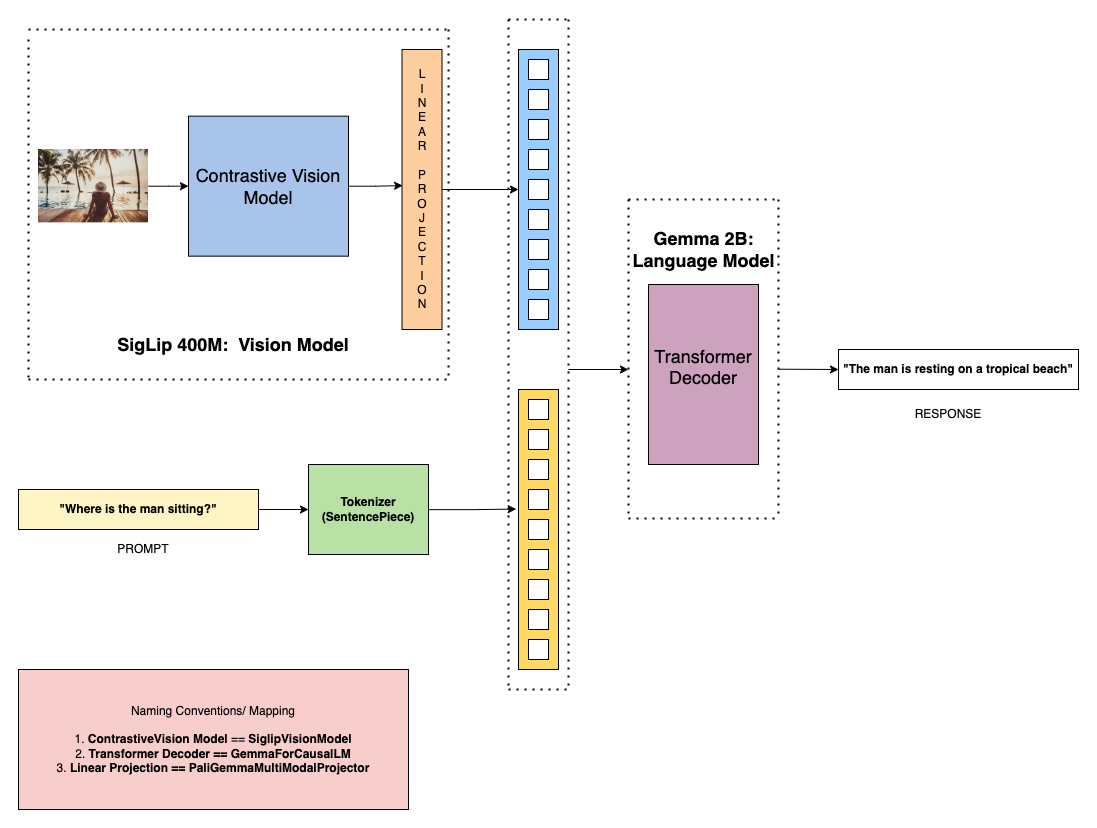 LINEAR PROJECTION
Contrastive Vision
Model
SigLip 400M:  Vision Model
Gemma 2B:
Language Model
Transformer
Decoder
"The man is resting on a tropical beach"
RESPONSE
"Where is the man sitting?"
PROMPT
Tokenizer
(SentencePiece)
Naming Conventions/ Mapping
1. ContrastiveVision Model == SiglipVisionModel
2. Transformer Decoder == GemmaForCausalLM
3. Linear Projection == PaliGemmaMultiModalProjector